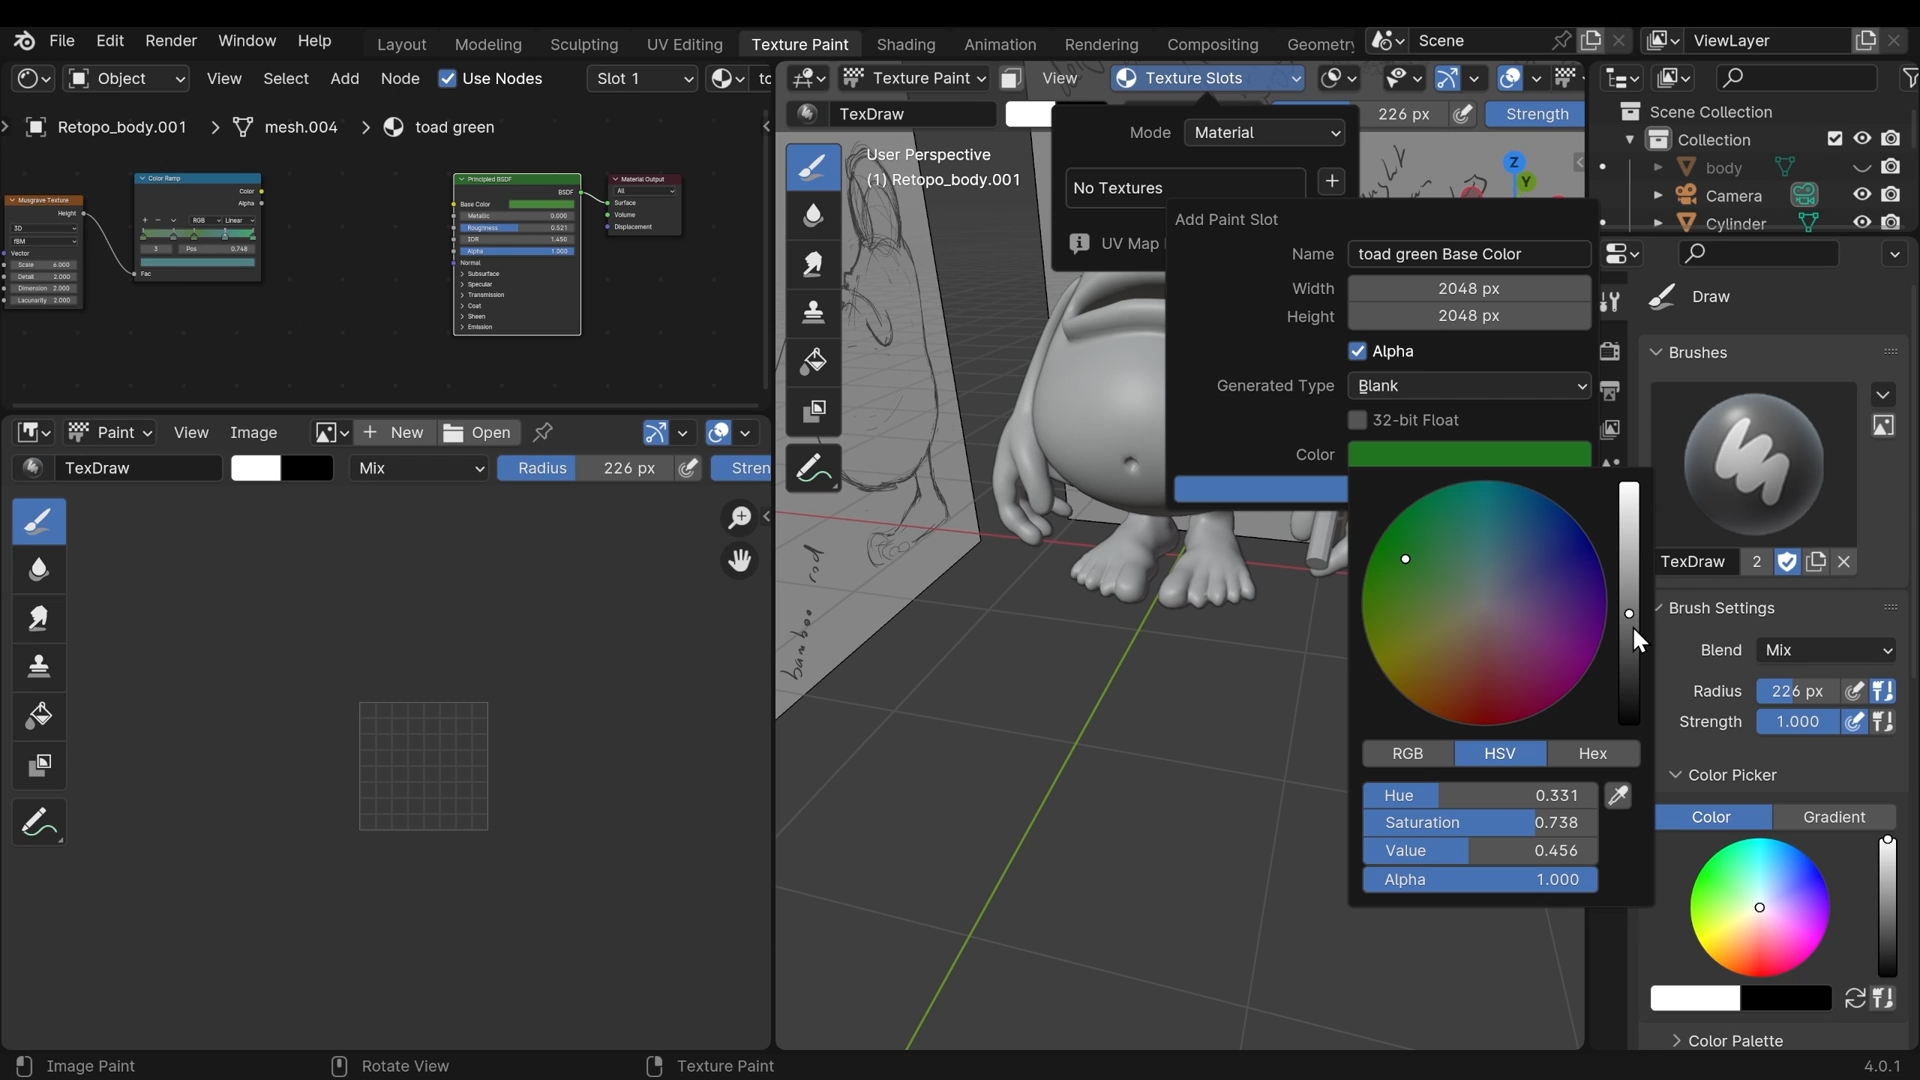 File Edit Render Window Help
Layout Modeling Sculpting UV Editing Texture Paint Shading Animation Rendering Compositing Geometry
Scene
ViewLayer
Object View Select Add Node Use Nodes Slot 1 to
Texture Paint View Texture Slots
TexDraw 226 px Strength
Retopo_body.001 > mesh.004 > toad green
Musgrave Texture
Height
3D
fBM
Vector
Scale 6.000
Detail 2.000
Dimension 2.000
Lacunarity 2.000
Color Ramp
Color
Alpha
RGB Linear
3 Pos 0.748
Fac
Principled BSDF
BSDF
Base Color
Metallic 0.000
Roughness 0.521
IOR 1.450
Alpha 1.000
Normal
Subsurface
Specular
Transmission
Coat
Sheen
Emission
Material Output
All
Surface
Volume
Displacement
User Perspective
(1) Retopo_body.001
Mode Material
No Textures
UV Map
Add Paint Slot
Name toad green Base Color
Width 2048 px
Height 2048 px
Alpha
Generated Type Blank
32-bit Float
Color
RGB HSV Hex
Hue 0.331
Saturation 0.738
Value 0.456
Alpha 1.000
Z
Y
bamboo rod
Paint View Image New Open
TexDraw Mix Radius 226 px Stren
Scene Collection
Collection
body
Camera
Cylinder
Draw
Brushes
TexDraw 2
Brush Settings
Blend Mix
Radius 226 px
Strength 1.000
Color Picker
Color Gradient
Color Palette
Image Paint Rotate View Texture Paint 4.0.1